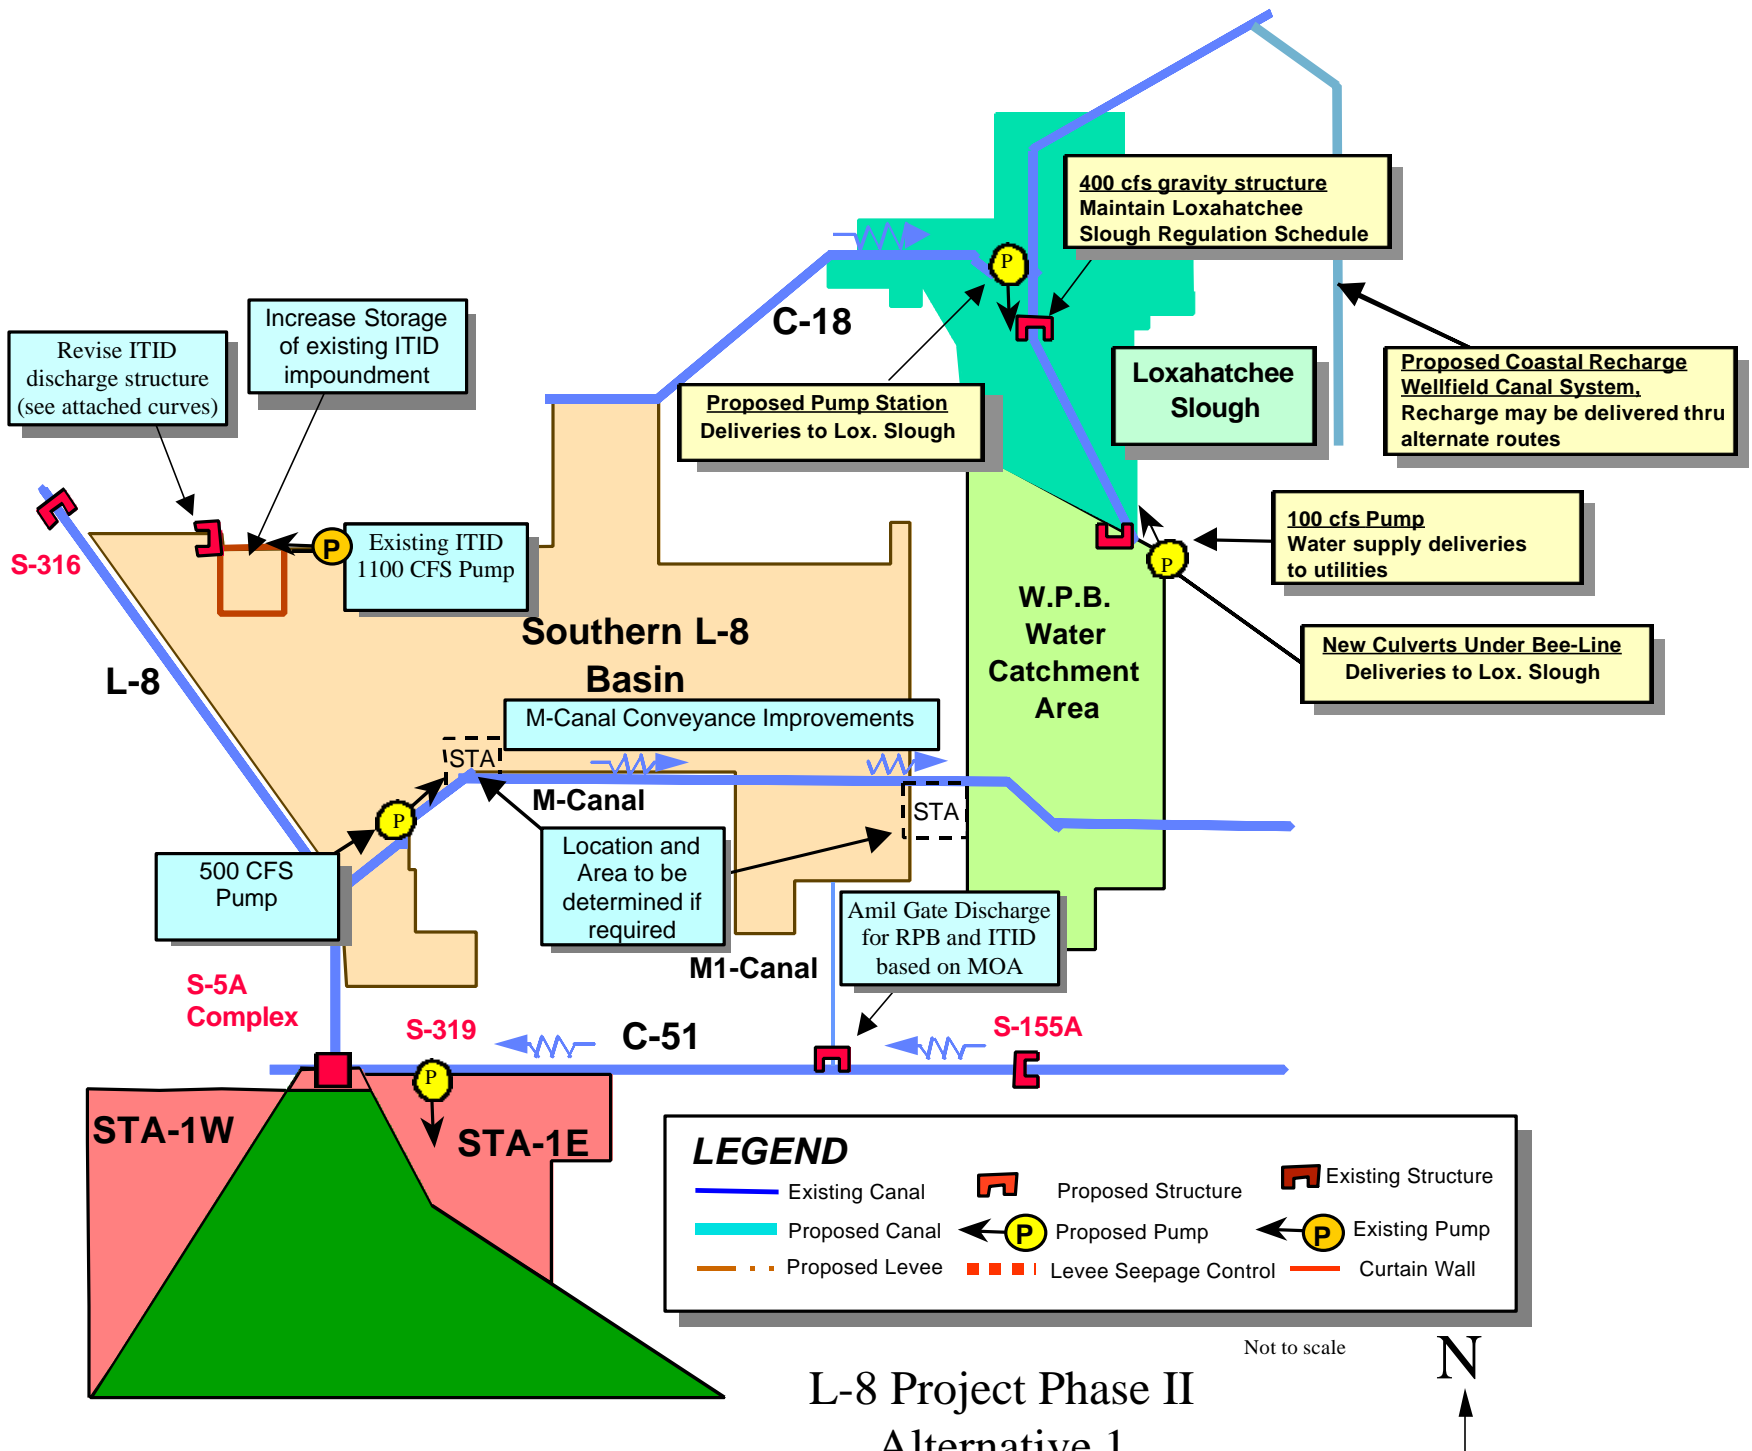 400 cfs gravity structure
Maintain Loxahatchee
Slough Regulation Schedule
P
C-18
Increase Storage
of existing ITID
impoundment
Revise ITID
discharge structure
(see attached curves)
Loxahatchee
Slough
Proposed Coastal Recharge
Wellfield Canal System,
Recharge may be delivered thru
alternate routes
Proposed Pump Station
Deliveries to Lox. Slough
100 cfs Pump
Water supply deliveries
to utilities
S-316
P
Existing ITID
1100 CFS Pump
P
W.P.B.
Water
Catchment
Area
Southern L-8
Basin
New Culverts Under Bee-Line
Deliveries to Lox. Slough
L-8
M-Canal Conveyance Improvements
STA
M-Canal
STA
P
500 CFS
Pump
Location and
Area to be
determined if
required
Amil Gate Discharge
for RPB and ITID
based on MOA
M1-Canal
S-5A
Complex
S-319
C-51
S-155A
P
STA-1W
STA-1E
LEGEND
Existing Canal
Proposed Structure
Existing Structure
Proposed Canal
P
Proposed Pump
P
Existing Pump
Proposed Levee
Levee Seepage Control
Curtain Wall
Not to scale
N
L-8 Project Phase II
Alternative 1